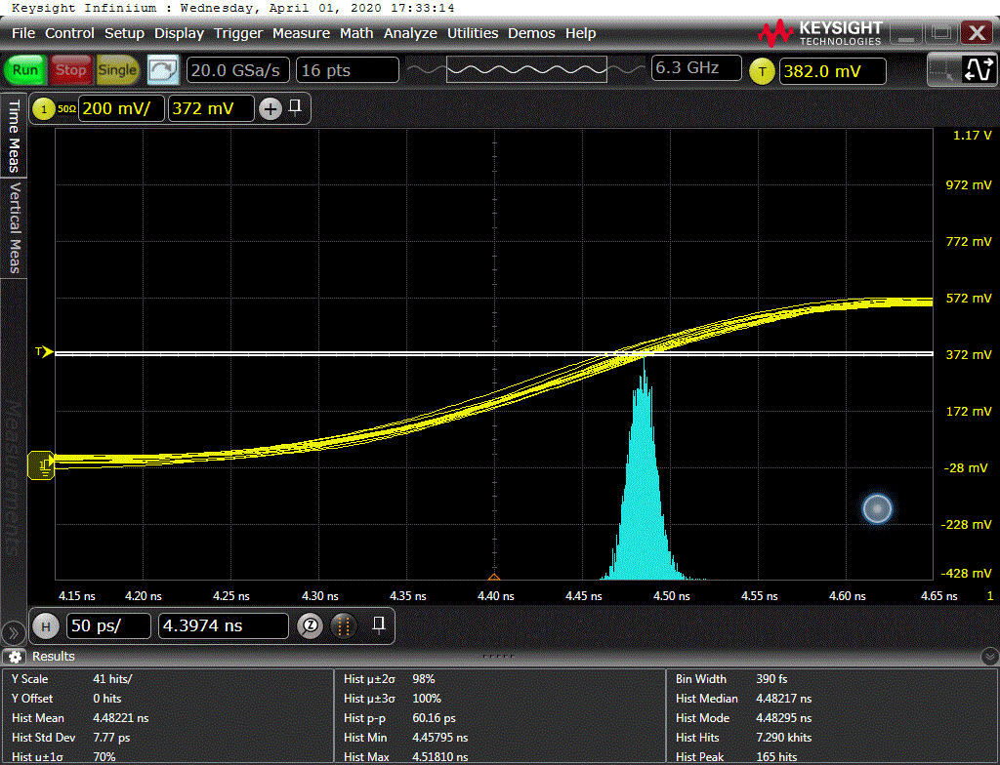 Keysight Infiniium : Wednesday, April 01, 2020 17:33:14
File Control Setup Display Trigger Measure Math Analyze Utilities Demos Help
KEYSIGHT
TECHNOLOGIES
Run Stop Single 20.0 GSa/s 16 pts 6.3 GHz T 382.0 mV
1 50Ω 200 mV/ 372 mV +
Time Meas
Vertical Meas
Measurements
1.17 V
972 mV
772 mV
572 mV
T
372 mV
172 mV
1
-28 mV
-228 mV
-428 mV
4.15 ns 4.20 ns 4.25 ns 4.30 ns 4.35 ns 4.40 ns 4.45 ns 4.50 ns 4.55 ns 4.60 ns 4.65 ns 1
H 50 ps/ 4.3974 ns Z
Results
Y Scale 41 hits/ Hist µ±2σ 98% Bin Width 390 fs
Y Offset 0 hits Hist µ±3σ 100% Hist Median 4.48217 ns
Hist Mean 4.48221 ns Hist p-p 60.16 ps Hist Mode 4.48295 ns
Hist Std Dev 7.77 ps Hist Min 4.45795 ns Hist Hits 7.290 khits
Hist µ±1σ 70% Hist Max 4.51810 ns Hist Peak 165 hits